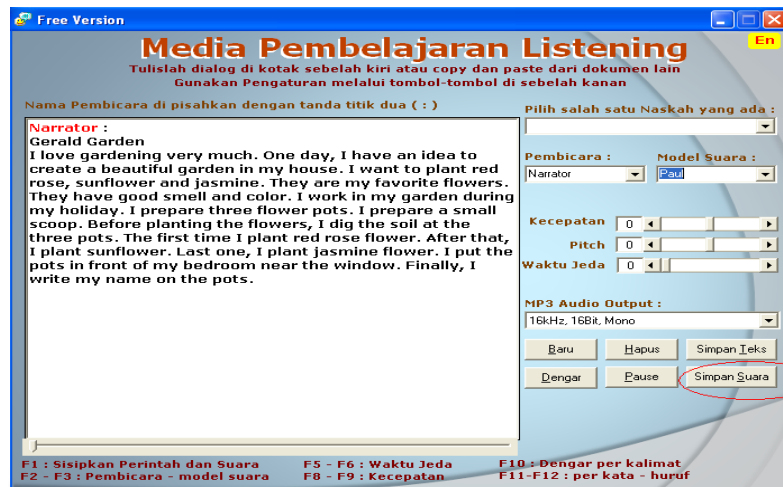 Free Version
Media Pembelajaran Listening
En
Tulislah dialog di kotak sebelah kiri atau copy dan paste dari dokumen lain
Gunakan Pengaturan melalui tombol-tombol di sebelah kanan
Nama Pembicara di pisahkan dengan tanda titik dua ( : )
Narrator :
Gerald Garden
I love gardening very much. One day, I have an idea to
create a beautiful garden in my house. I want to plant red
rose, sunflower and jasmine. They are my favorite flowers.
They have good smell and color. I work in my garden during
my holiday. I prepare three flower pots. I prepare a small
scoop. Before planting the flowers, I dig the soil at the
three pots. The first time I plant red rose flower. After that,
I plant sunflower. Last one, I plant jasmine flower. I put the
pots in front of my bedroom near the window. Finally, I
write my name on the pots.
Pilih salah satu Naskah yang ada :
Pembicara : Model Suara :
Narrator Paul
Kecepatan 0
Pitch 0
Waktu Jeda 0
MP3 Audio Output :
16kHz, 16Bit, Mono
Baru Hapus Simpan Teks
Dengar Pause Simpan Suara
F1 : Sisipkan Perintah dan Suara F5 - F6 : Waktu Jeda F10 : Dengar per kalimat
F2 - F3 : Pembicara - model suara F8 - F9 : Kecepatan F11-F12 : per kata - huruf